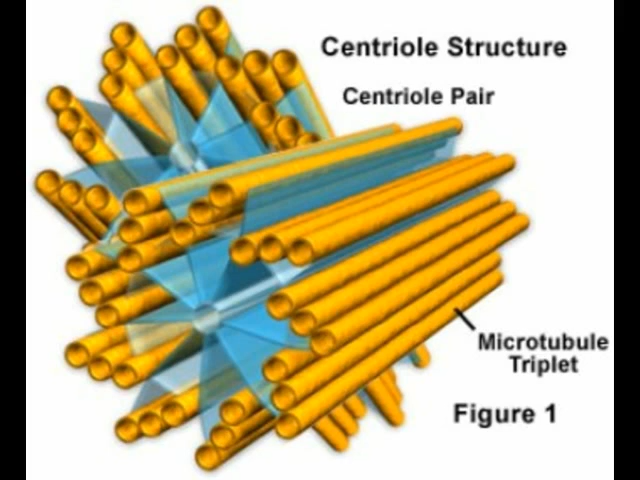 Centriole Structure
Centriole Pair
Microtubule
Triplet
Figure 1